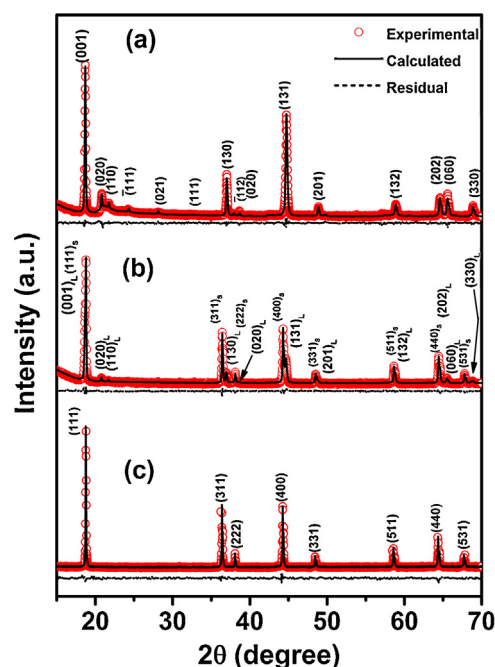 (a)
Experimental
Calculated
Residual
(001)
(020)
(110)
(̄111)
(021)
(111)
(130)
(̄112)
(020)
(131)
(201)
(132)
(202)
(060)
(330)
(b)
(001)L (111)S
(020)L
(110)L
(311)S
(130)L
(222)S
(020)L
(400)S
(131)L
(331)S
(201)L
(511)S
(132)L
(440)S
(202)L
(060)L
(531)S
(330)L
(c)
(111)
(311)
(222)
(400)
(331)
(511)
(440)
(531)
Intensity (a.u.)
20 30 40 50 60 70
2θ (degree)